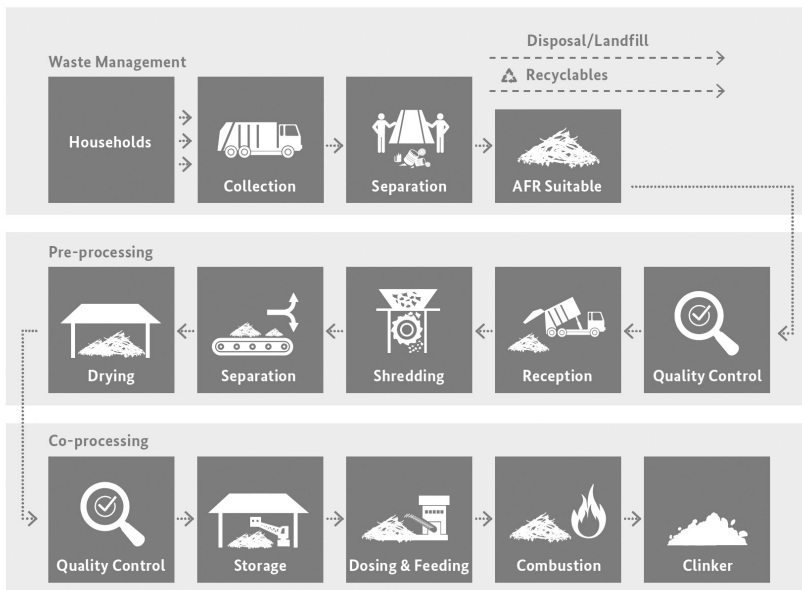 Disposal/Landfill
Waste Management
Recyclables
Households
Collection
Separation
AFR Suitable
Pre-processing
Drying
Separation
Shredding
Reception
Quality Control
Co-processing
Quality Control
Storage
Dosing & Feeding
Combustion
Clinker